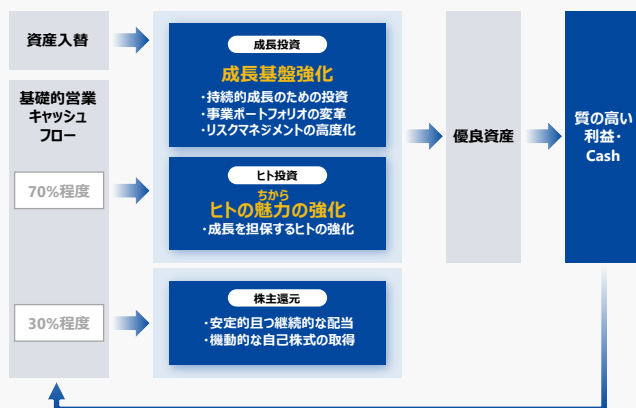 資産入替
基礎的営業
キャッシュ
フロー
70%程度
30%程度
成長投資
成長基盤強化
・持続的成長のための投資
・事業ポートフォリオの変革
・リスクマネジメントの高度化
ヒト投資
ちから
ヒトの魅力の強化
・成長を担保するヒトの強化
株主還元
・安定的且つ継続的な配当
・機動的な自己株式の取得
優良資産
質の高い
利益・
Cash